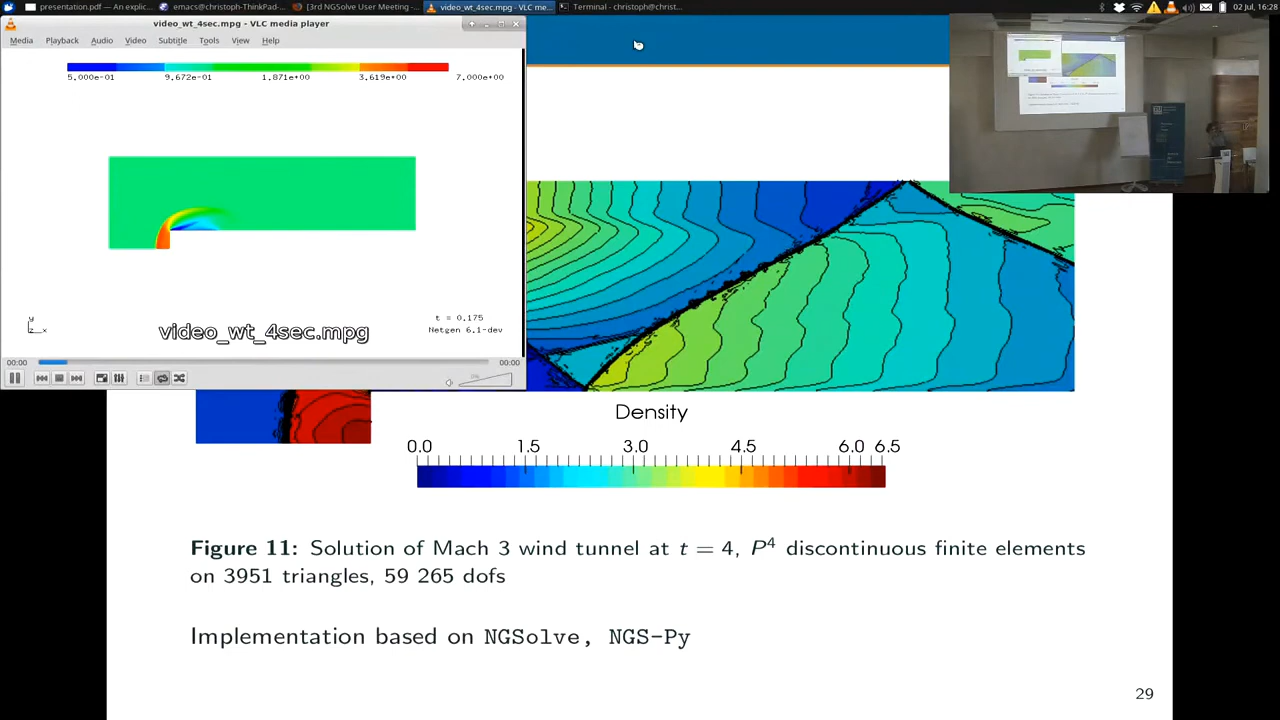 presentation.pdf — An explic...
emacs@christoph-ThinkPad-...
[3rd NGSolve User Meeting -...
video_wt_4sec.mpg - VLC me...
Terminal - christoph@christ...
02 Jul, 16:28
video_wt_4sec.mpg - VLC media player
Media Playback Audio Video Subtitle Tools View Help
5.000e-01 9.672e-01 1.871e+00 3.619e+00 7.000e+00
y
z x
t = 0.175
Netgen 6.1-dev
video_wt_4sec.mpg
00:00 00:00
Density
0.0 1.5 3.0 4.5 6.0 6.5
Figure 11: Solution of Mach 3 wind tunnel at t = 4, P⁴ discontinuous finite elements
on 3951 triangles, 59 265 dofs
Implementation based on NGSolve, NGS-Py
29